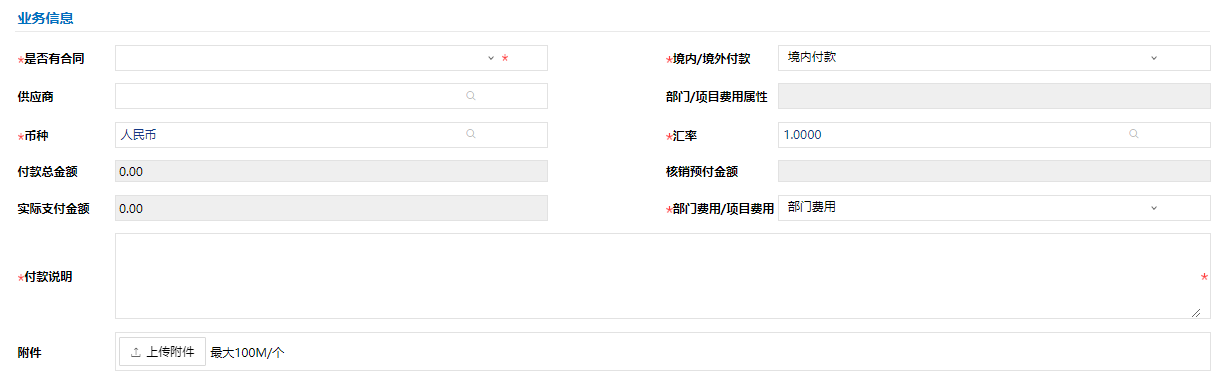 业务信息
*是否有合同 * *境内/境外付款 境内付款
供应商 部门/项目费用属性
*币种 人民币 *汇率 1.0000
付款总金额 0.00 核销预付金额
实际支付金额 0.00 *部门费用/项目费用 部门费用
*付款说明 *
附件 上传附件 最大100M/个